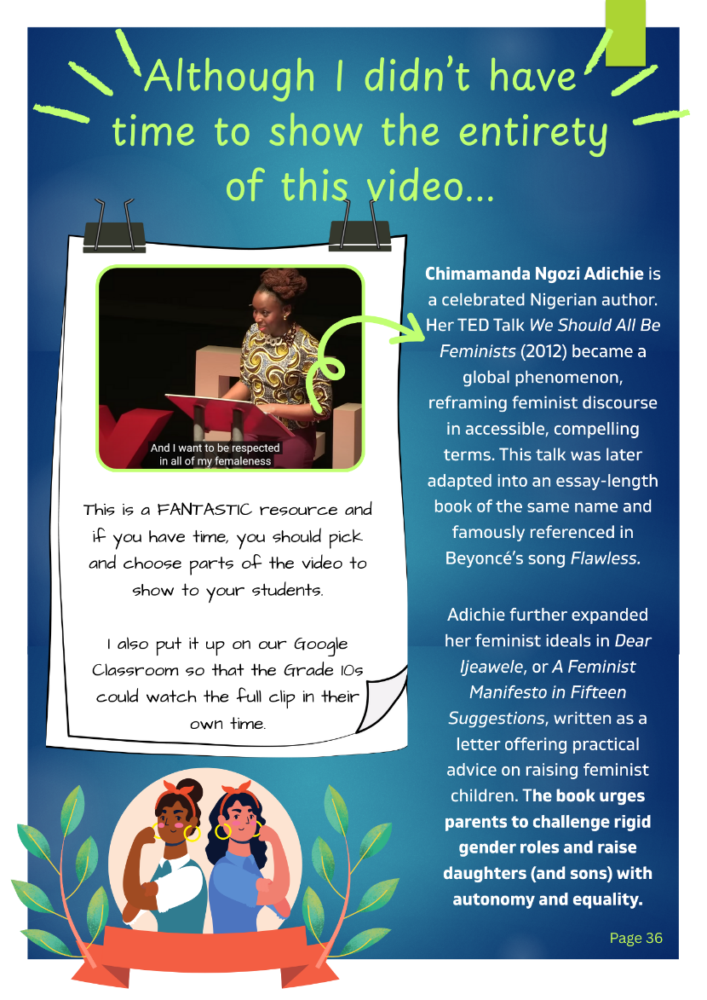 Although I didn't have
time to show the entirety
of this video...
And I want to be respected
in all of my femaleness
This is a FANTASTIC resource and
if you have time, you should pick
and choose parts of the video to
show to your students.
I also put it up on our Google
Classroom so that the Grade 10s
could watch the full clip in their
own time.
Chimamanda Ngozi Adichie is
a celebrated Nigerian author.
Her TED Talk We Should All Be
Feminists (2012) became a
global phenomenon,
reframing feminist discourse
in accessible, compelling
terms. This talk was later
adapted into an essay-length
book of the same name and
famously referenced in
Beyoncé's song Flawless.
Adichie further expanded
her feminist ideals in Dear
Ijeawele, or A Feminist
Manifesto in Fifteen
Suggestions, written as a
letter offering practical
advice on raising feminist
children. The book urges
parents to challenge rigid
gender roles and raise
daughters (and sons) with
autonomy and equality.
Page 36